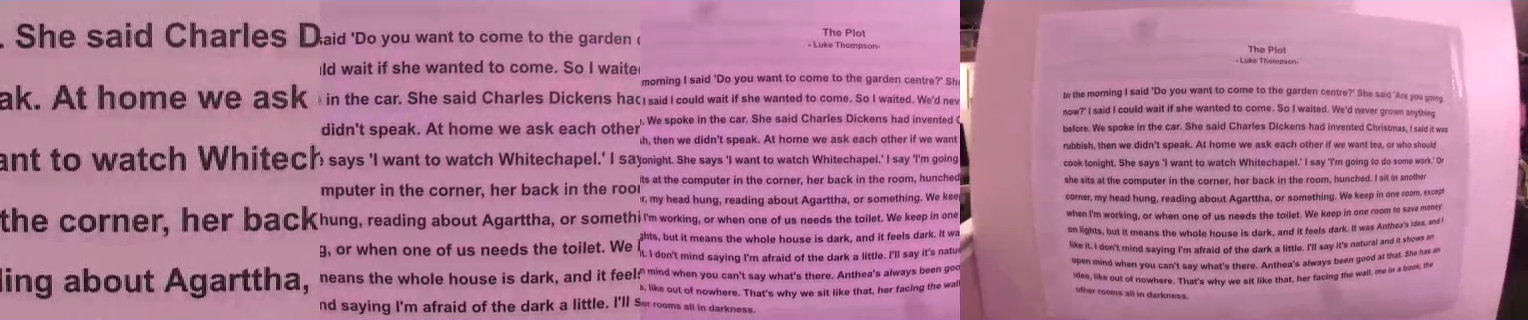 . She said Charles D
ak. At home we ask
ant to watch Whitech
the corner, her back
ling about Agarttha,
said 'Do you want to come to the garden
uld wait if she wanted to come. So I waite
in the car. She said Charles Dickens had
didn't speak. At home we ask each other
says 'I want to watch Whitechapel.' I say
mputer in the corner, her back in the roo
hung, reading about Agarttha, or somethi
g, or when one of us needs the toilet. We
means the whole house is dark, and it feel
nd saying I'm afraid of the dark a little. I'll s
The Plot
- Luke Thompson-
morning I said 'Do you want to come to the garden centre?' Sh
I said I could wait if she wanted to come. So I waited. We'd nev
. We spoke in the car. She said Charles Dickens had invented C
sh, then we didn't speak. At home we ask each other if we want
tonight. She says 'I want to watch Whitechapel.' I say 'I'm going
its at the computer in the corner, her back in the room, hunched
r, my head hung, reading about Agarttha, or something. We keep
I'm working, or when one of us needs the toilet. We keep in one
ghts, but it means the whole house is dark, and it feels dark. It wa
it. I don't mind saying I'm afraid of the dark a little. I'll say it's natu
mind when you can't say what's there. Anthea's always been goo
s, like out of nowhere. That's why we sit like that, her facing the wall
er rooms all in darkness.
The Plot
- Luke Thompson-
In the morning I said 'Do you want to come to the garden centre?' She said 'Are you going
now?' I said I could wait if she wanted to come. So I waited. We'd never grown anything
before. We spoke in the car. She said Charles Dickens had invented Christmas, I said it was
rubbish, then we didn't speak. At home we ask each other if we want tea, or who should
cook tonight. She says 'I want to watch Whitechapel.' I say 'I'm going to do some work.' Or
she sits at the computer in the corner, her back in the room, hunched. I sit in another
corner, my head hung, reading about Agarttha, or something. We keep in one room, except
when I'm working, or when one of us needs the toilet. We keep in one room to save money
on lights, but it means the whole house is dark, and it feels dark. It was Anthea's idea, and I
like it. I don't mind saying I'm afraid of the dark a little. I'll say it's natural and it shows an
open mind when you can't say what's there. Anthea's always been good at that. She has an
idea, like out of nowhere. That's why we sit like that, her facing the wall, me in a book, the
other rooms all in darkness.